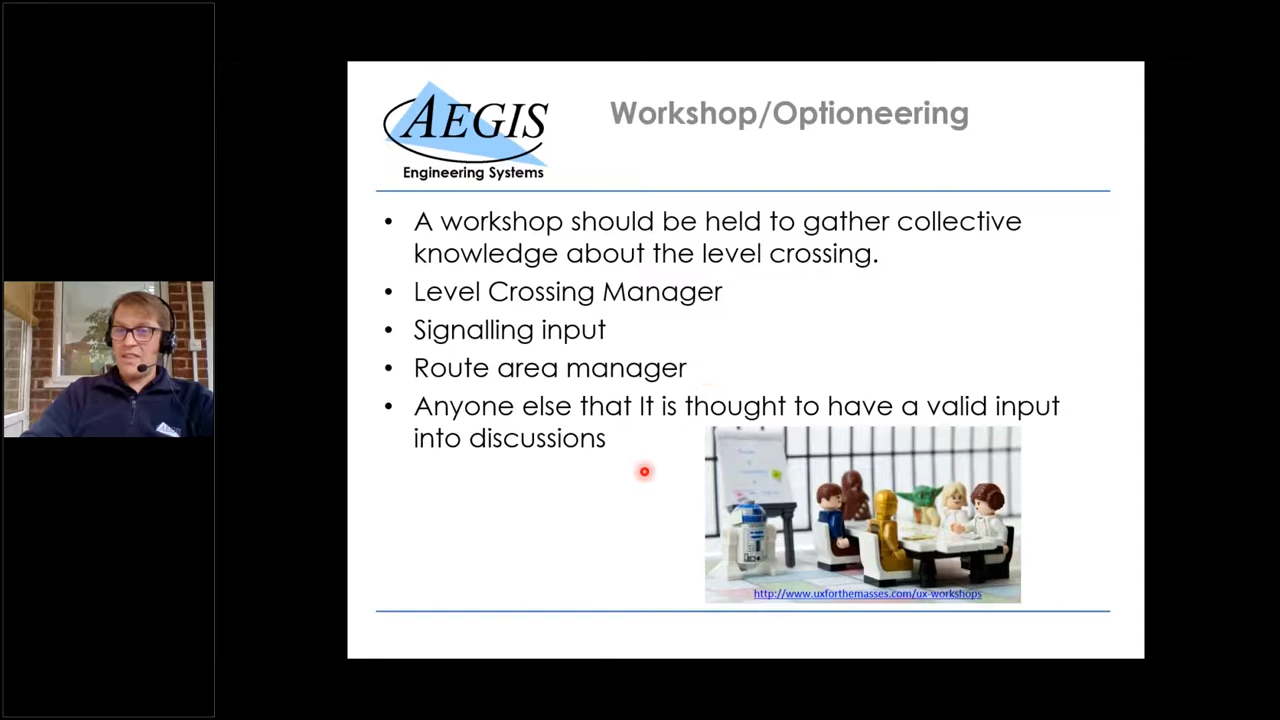 AEGIS
Engineering Systems
Workshop/Optioneering
• A workshop should be held to gather collective
knowledge about the level crossing.
• Level Crossing Manager
• Signalling input
• Route area manager
• Anyone else that It is thought to have a valid input
into discussions
http://www.uxforthemasses.com/ux-workshops